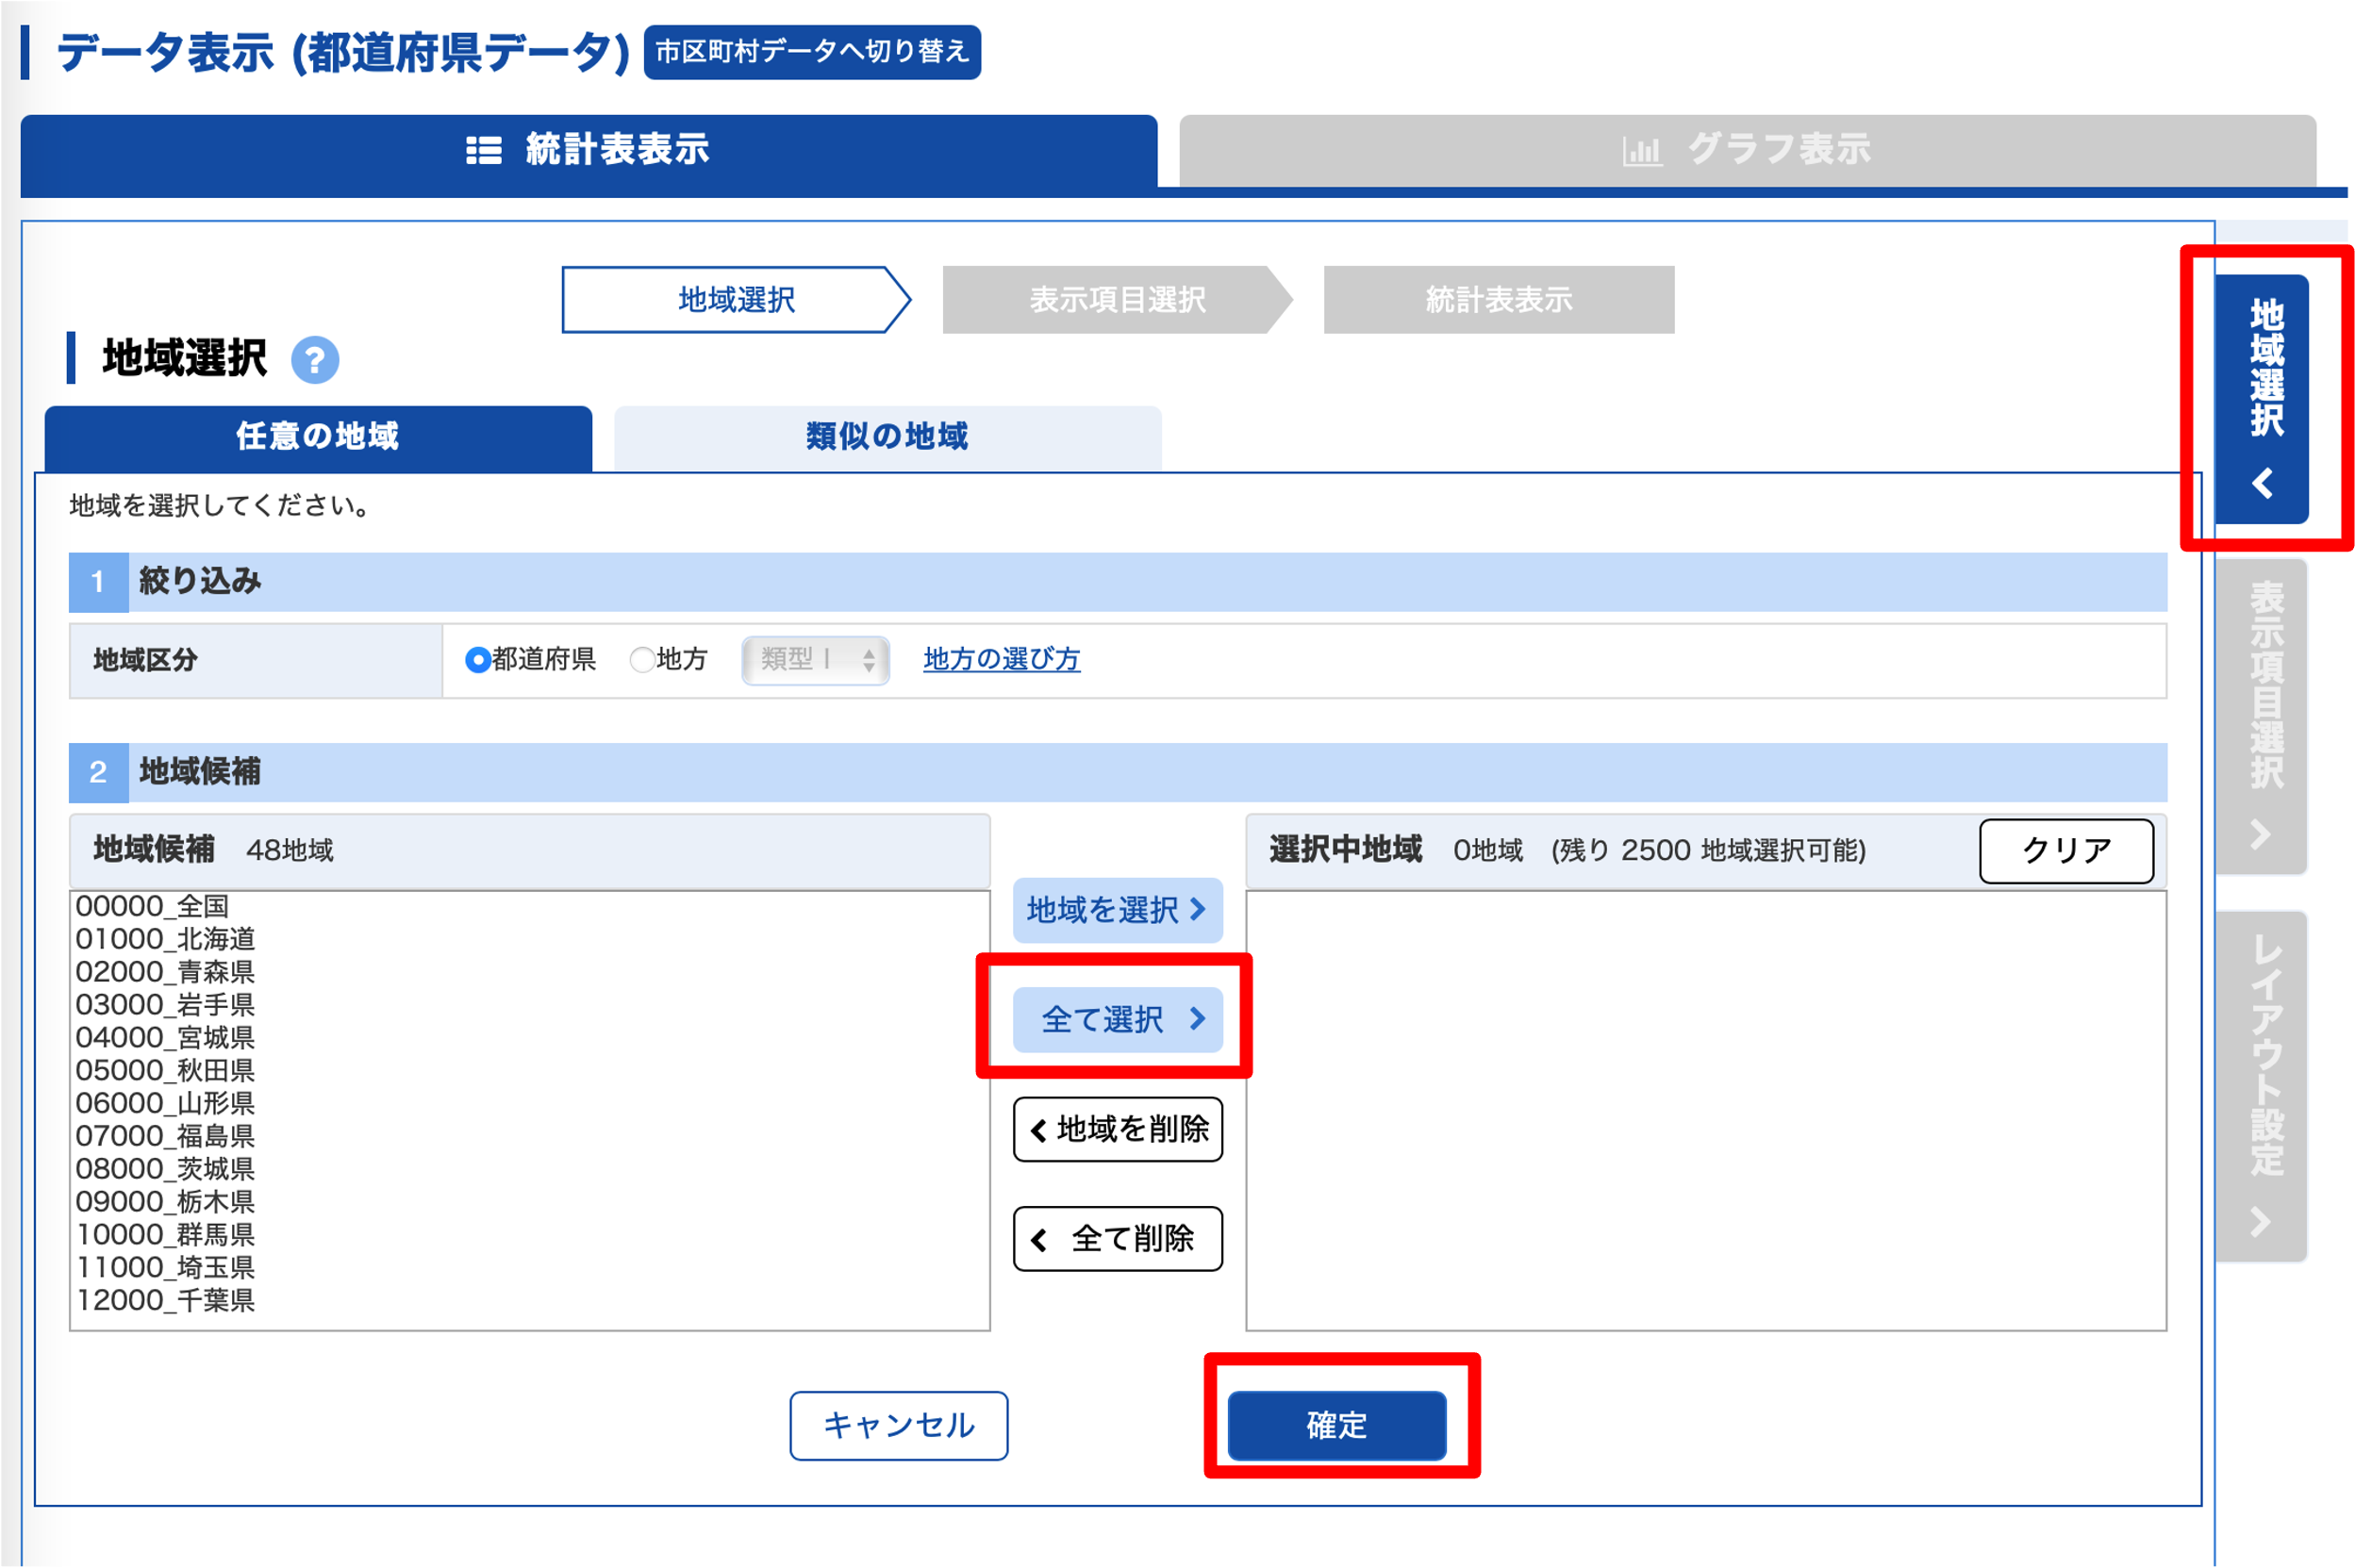 データ表示 (都道府県データ) 市区町村データへ切り替え
統計表表示 グラフ表示
地域選択 表示項目選択 統計表表示
地域選択 ?
任意の地域 類似の地域
地域を選択してください。
1 絞り込み
地域区分 都道府県 地方 類型Ⅰ 地方の選び方
2 地域候補
地域候補 48地域
00000_全国
01000_北海道
02000_青森県
03000_岩手県
04000_宮城県
05000_秋田県
06000_山形県
07000_福島県
08000_茨城県
09000_栃木県
10000_群馬県
11000_埼玉県
12000_千葉県
地域を選択
全て選択
地域を削除
全て削除
選択中地域 0地域 (残り 2500 地域選択可能) クリア
キャンセル 確定
地域選択
表示項目選択
レイアウト設定